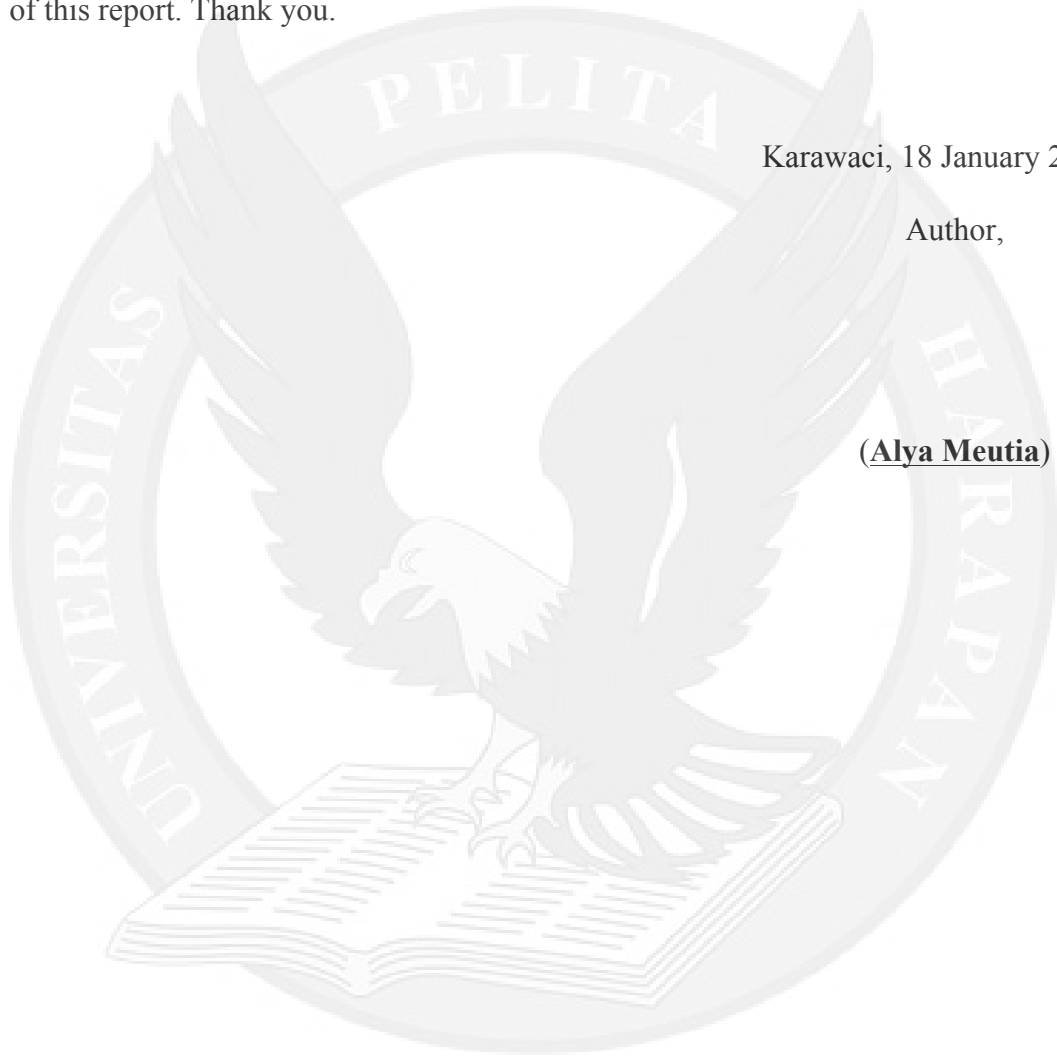 of this report. Thank you.
PELITA
Karawaci, 18 January 2
Author,
UNIVERSITAS
HARAPAN
(Alya Meutia)